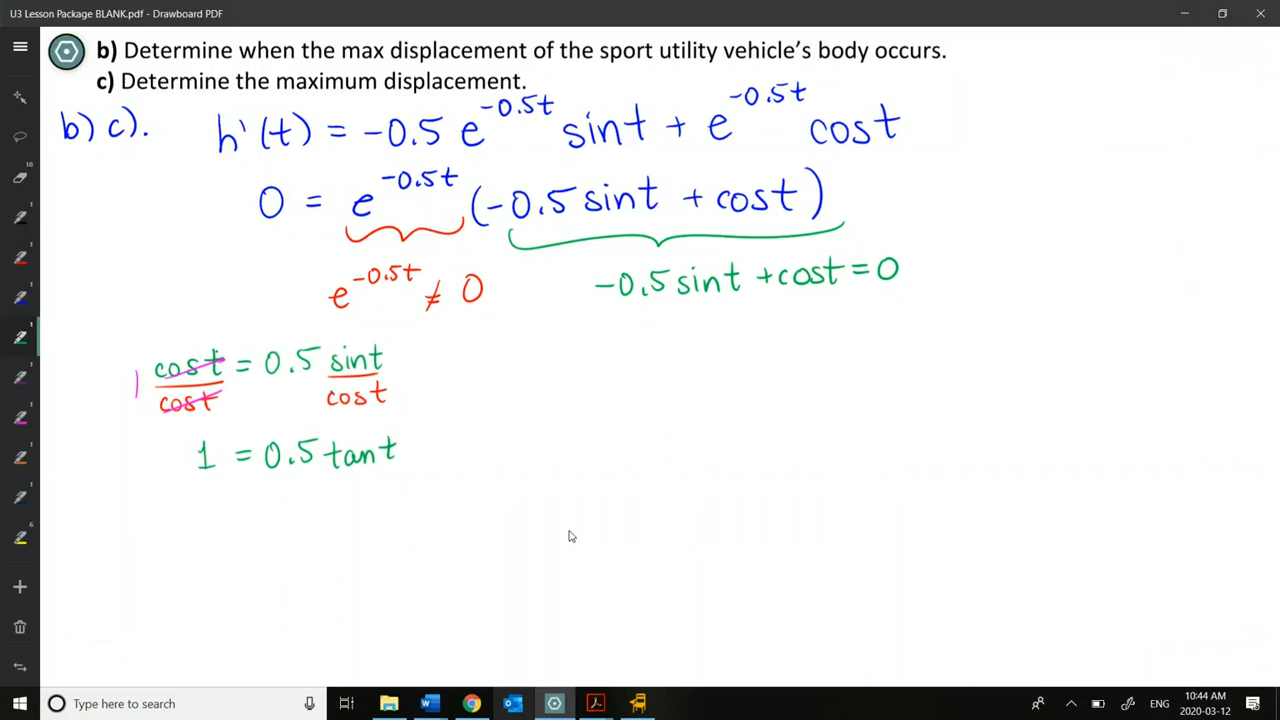 U3 Lesson Package BLANK.pdf - Drawboard PDF
b) Determine when the max displacement of the sport utility vehicle's body occurs.
c) Determine the maximum displacement.
b) c). h'(t) = -0.5 e^-0.5t sint + e^-0.5t cost
0 = e^-0.5t (-0.5 sint + cost)
e^-0.5t ≠ 0 -0.5 sint + cost = 0
1 cost/cost = 0.5 sint/cost
1 = 0.5 tant
Type here to search
ENG
10:44 AM
2020-03-12